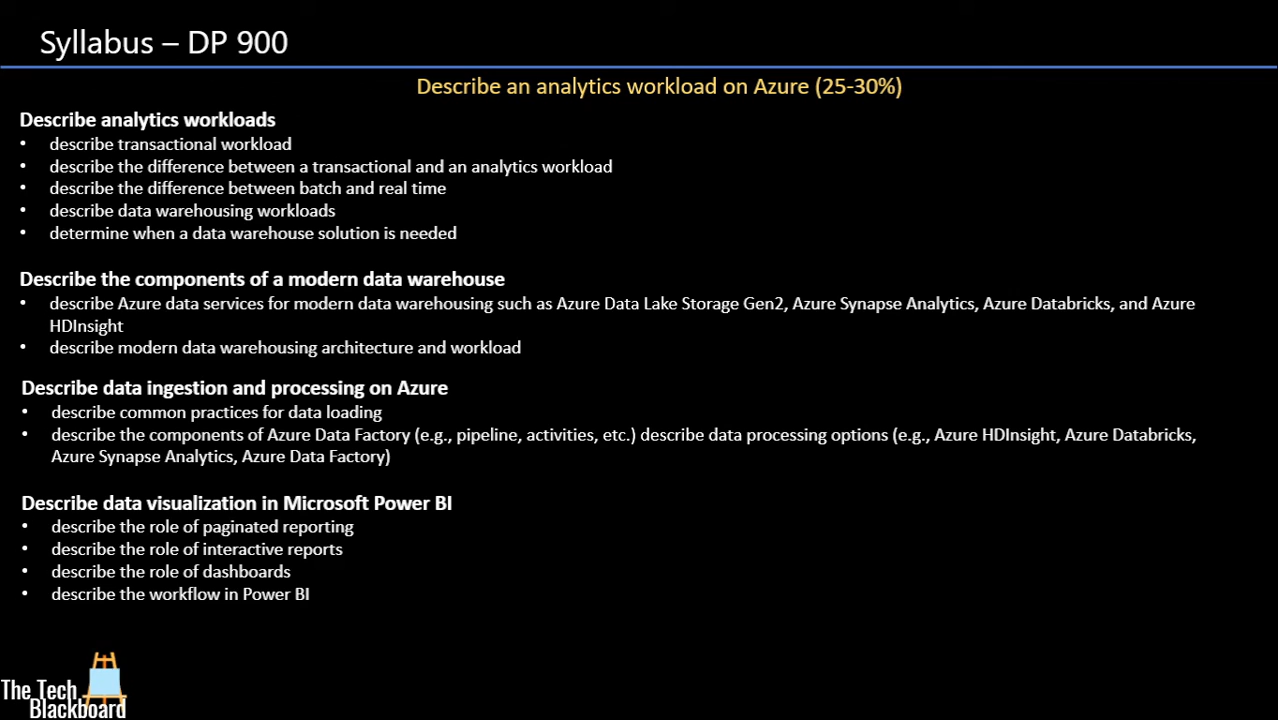 Syllabus – DP 900
Describe an analytics workload on Azure (25-30%)
Describe analytics workloads
• describe transactional workload
• describe the difference between a transactional and an analytics workload
• describe the difference between batch and real time
• describe data warehousing workloads
• determine when a data warehouse solution is needed
Describe the components of a modern data warehouse
• describe Azure data services for modern data warehousing such as Azure Data Lake Storage Gen2, Azure Synapse Analytics, Azure Databricks, and Azure
HDInsight
• describe modern data warehousing architecture and workload
Describe data ingestion and processing on Azure
• describe common practices for data loading
• describe the components of Azure Data Factory (e.g., pipeline, activities, etc.) describe data processing options (e.g., Azure HDInsight, Azure Databricks,
Azure Synapse Analytics, Azure Data Factory)
Describe data visualization in Microsoft Power BI
• describe the role of paginated reporting
• describe the role of interactive reports
• describe the role of dashboards
• describe the workflow in Power BI
The Tech
Blackboard